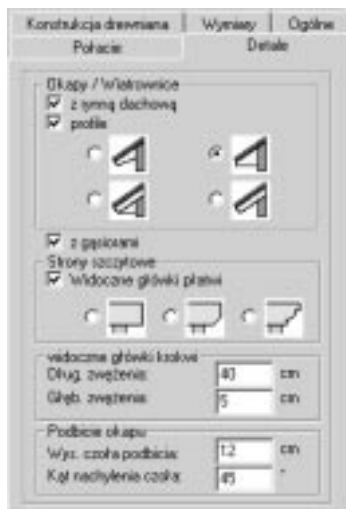 Konstrukcja drewniana Wymiary Ogólne
Połacie Detale
Okapy / Wiatrownice
z rynną dachową
profile
z gąsiorami
Strony szczytowe
Widoczne główki płatwi
widoczne główki krokwi
Dług. zwężenia: 40 cm
Głęb. zwężenia: 5 cm
Podbicie okapu
Wys. czoła podbicia: 12 cm
Kąt nachylenia czoła: 45 °